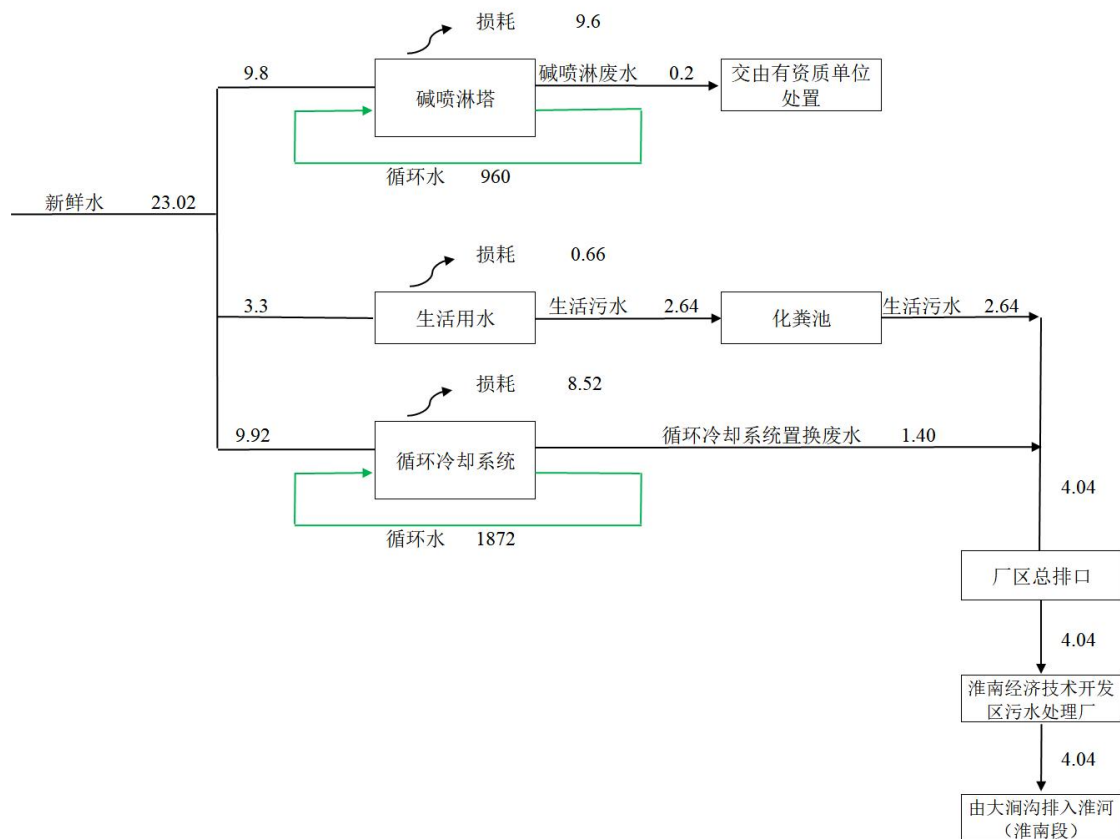 损耗 9.6
9.8
碱喷淋塔
碱喷淋废水 0.2
交由有资质单位
处置
循环水 960
新鲜水 23.02
损耗 0.66
3.3
生活用水
生活污水 2.64
化粪池
生活污水 2.64
损耗 8.52
9.92
循环冷却系统
循环冷却系统置换废水 1.40
循环水 1872
4.04
厂区总排口
4.04
淮南经济技术开发
区污水处理厂
4.04
由大涧沟排入淮河
（淮南段）